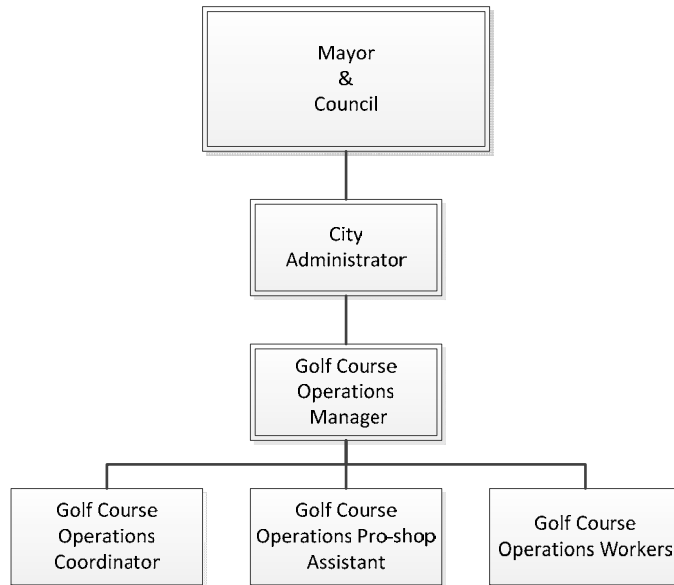 Mayor
&
Council
City
Administrator
Golf Course
Operations
Manager
Golf Course
Operations
Coordinator
Golf Course
Operations Pro-shop
Assistant
Golf Course
Operations Workers